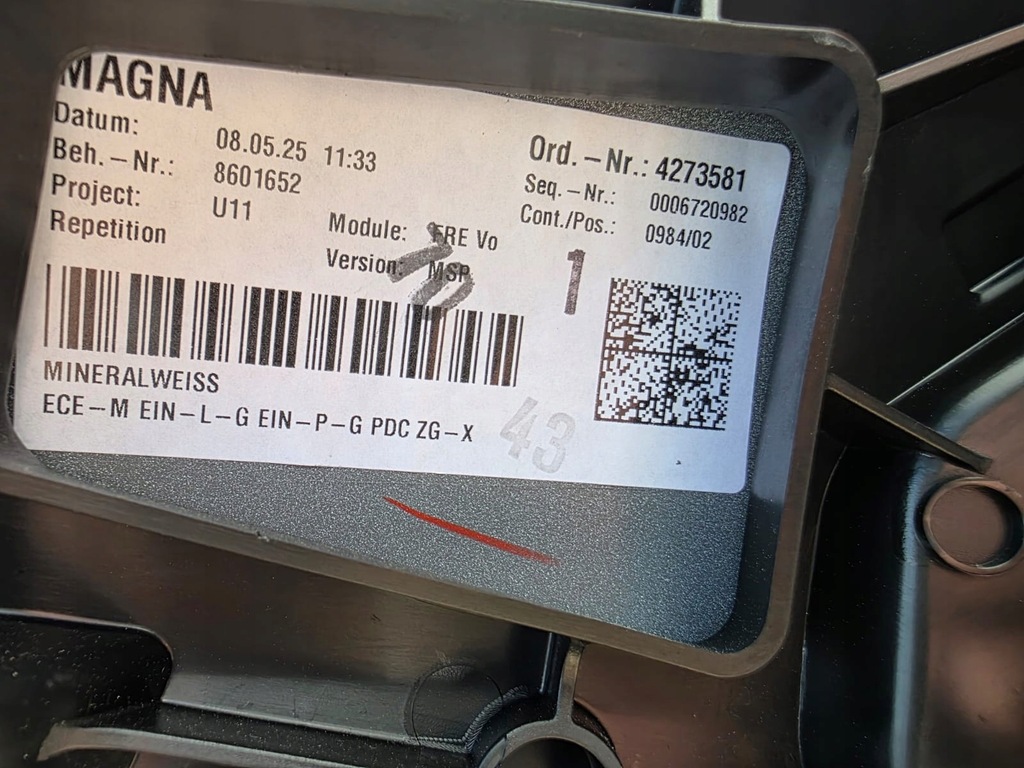 MAGNA
Datum: 08.05.25 11:33
Beh.-Nr.: 8601652
Project: U11
Repetition
Module: FRE Vo
Version: MSP
Ord.-Nr.: 4273581
Seq.-Nr.: 0006720982
Cont./Pos.: 0984/02
1
MINERALWEISS
ECE-M EIN-L-G EIN-P-G PDC ZG-X
43